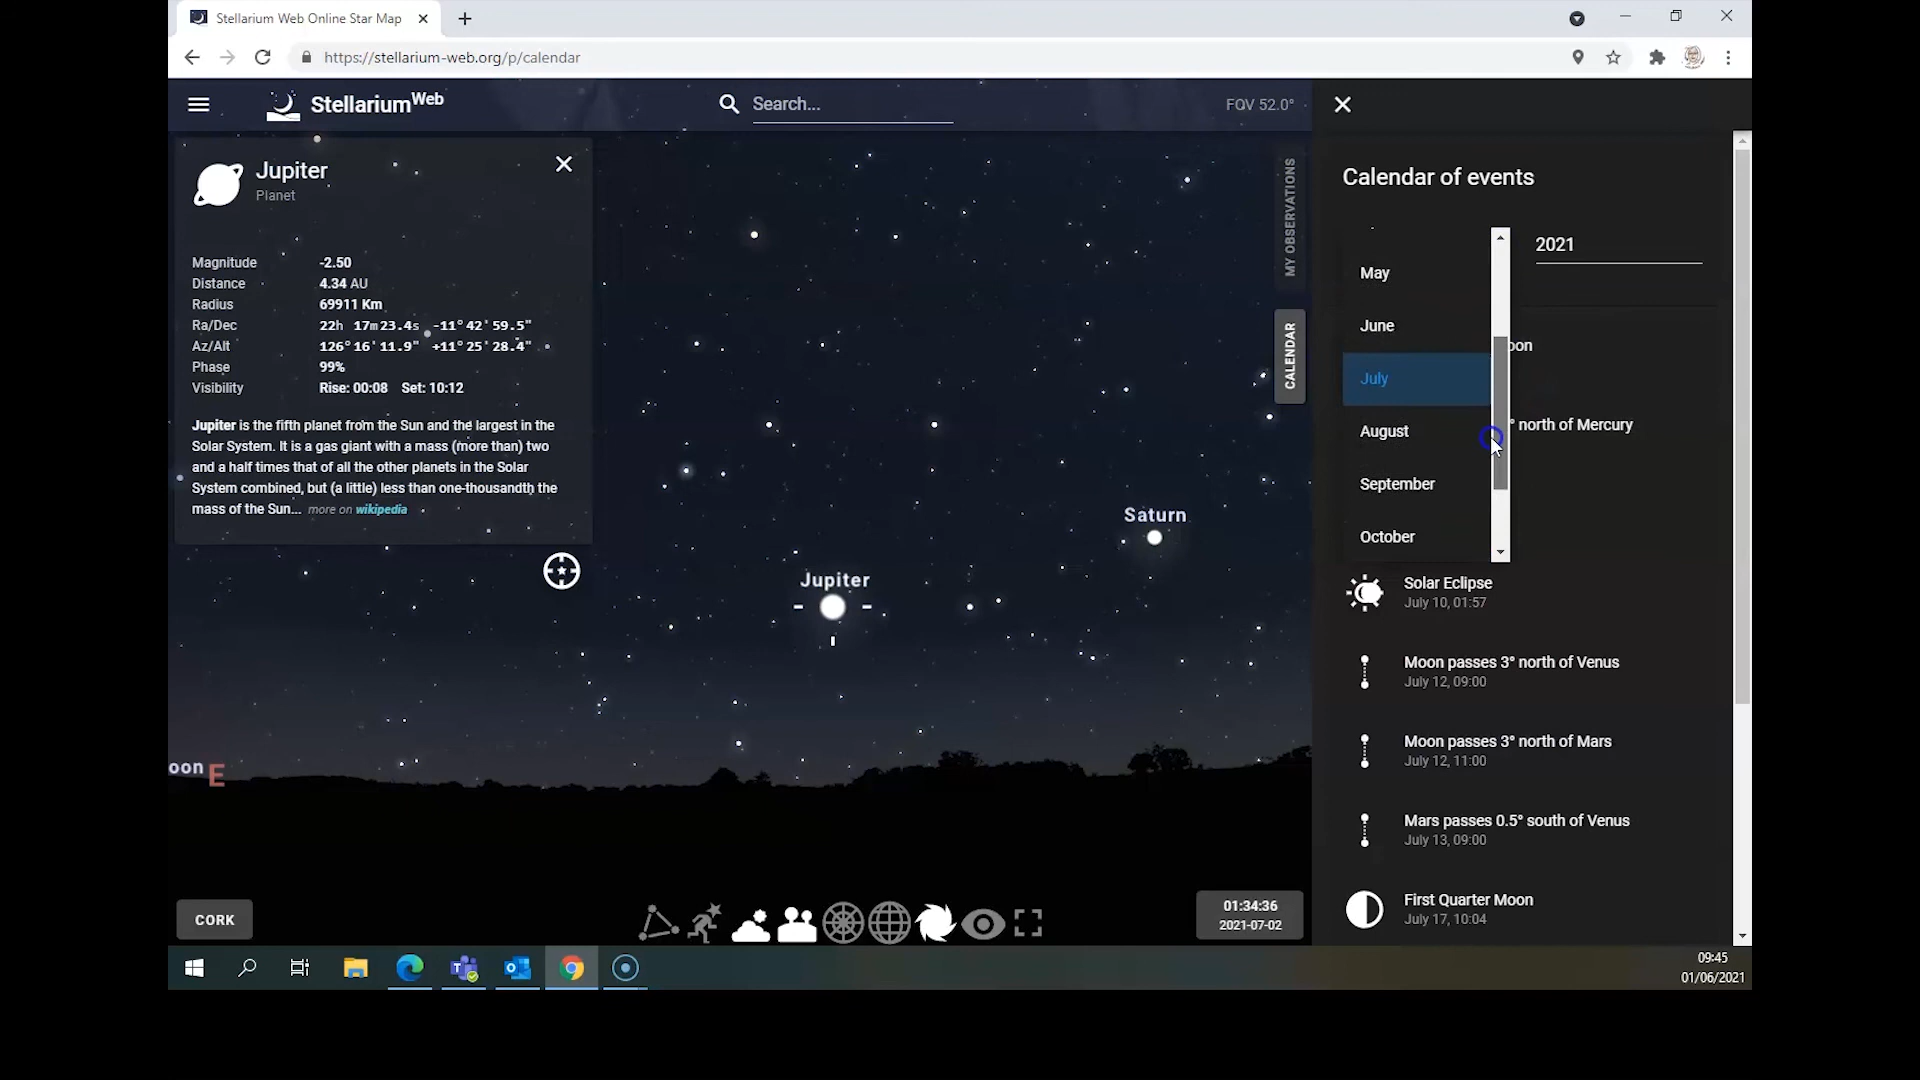 Stellarium Web Online Star Map
https://stellarium-web.org/p/calendar
StellariumWeb
Search...
FOV 52.0°
Jupiter
Planet
Magnitude -2.50
Distance 4.34 AU
Radius 69911 Km
Ra/Dec 22h 17m23.4s -11°42'59.5"
Az/Alt 126°16'11.9" +11°25'28.4"
Phase 99%
Visibility Rise: 00:08 Set: 10:12
Jupiter is the fifth planet from the Sun and the largest in the
Solar System. It is a gas giant with a mass (more than) two
and a half times that of all the other planets in the Solar
System combined, but (a little) less than one-thousandth the
mass of the Sun... more on wikipedia
Saturn
Jupiter
oon E
CORK
01:34:36
2021-07-02
MY OBSERVATIONS
CALENDAR
Calendar of events
2021
May
June
July
August
September
October
oon
° north of Mercury
Solar Eclipse
July 10, 01:57
Moon passes 3° north of Venus
July 12, 09:00
Moon passes 3° north of Mars
July 12, 11:00
Mars passes 0.5° south of Venus
July 13, 09:00
First Quarter Moon
July 17, 10:04
09:45
01/06/2021